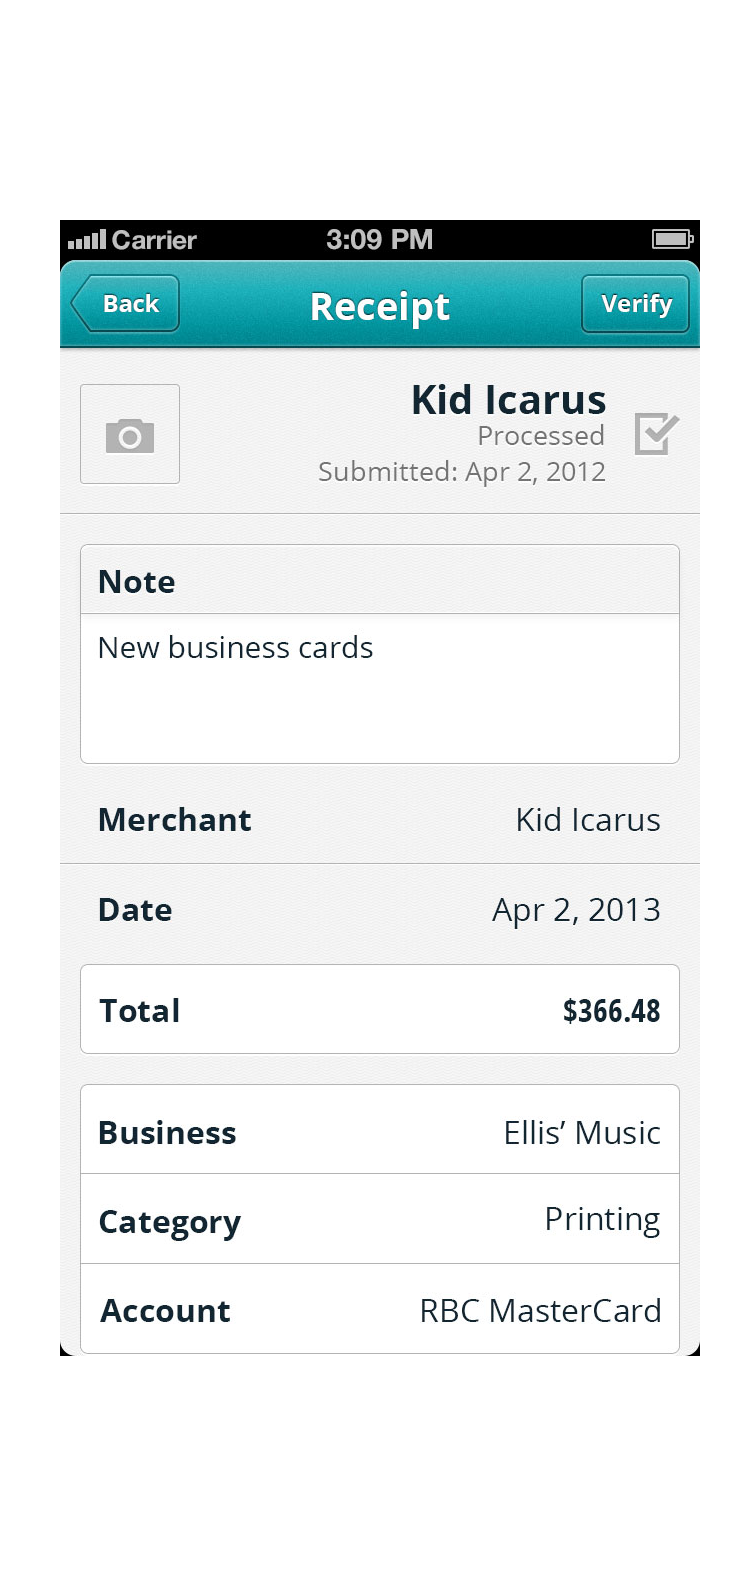 Carrier 3:09 PM
Back Receipt Verify
Kid Icarus
Processed
Submitted: Apr 2, 2012
Note
New business cards
Merchant Kid Icarus
Date Apr 2, 2013
Total $366.48
Business Ellis’ Music
Category Printing
Account RBC MasterCard